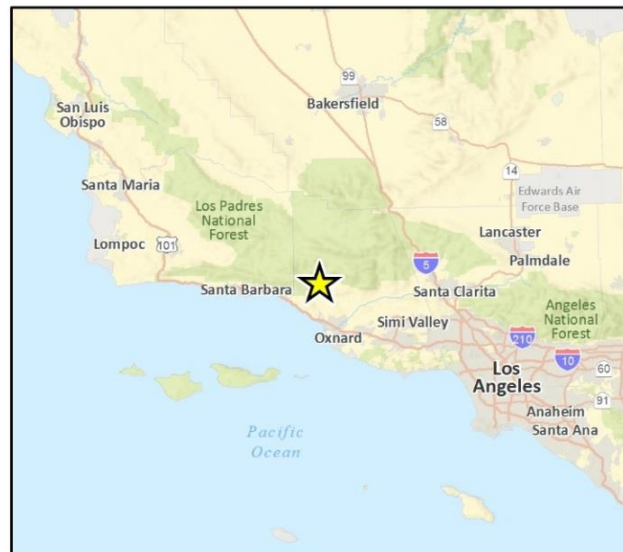 99
Bakersfield
San Luis
Obispo
58
14
Santa Maria
Edwards Air
Force Base
Los Padres
National
Forest
Lancaster
Lompoc
101
5
Palmdale
Santa Barbara
Santa Clarita
Angeles
National
Forest
Simi Valley
Oxnard
210
10
Los
Angeles
60
91
Anaheim
Santa Ana
Pacific
Ocean